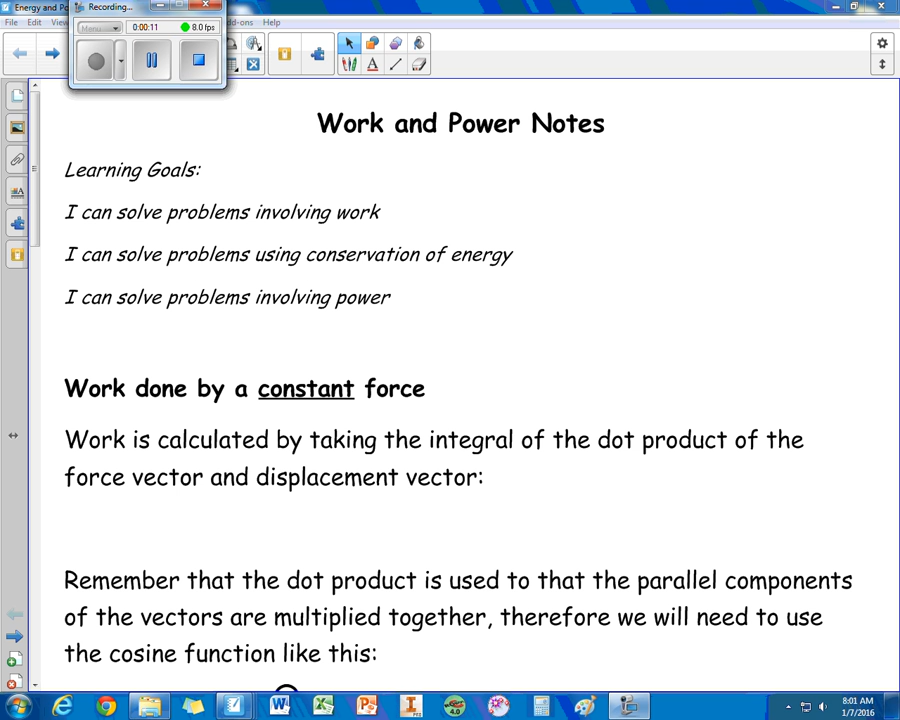 Energy and Po
Recording...
File Edit View
d-ons Help
Menu
0:00:11
8.0 fps
Work and Power Notes
Learning Goals:
I can solve problems involving work
I can solve problems using conservation of energy
I can solve problems involving power
Work done by a constant force
Work is calculated by taking the integral of the dot product of the
force vector and displacement vector:
Remember that the dot product is used to that the parallel components
of the vectors are multiplied together, therefore we will need to use
the cosine function like this:
8:01 AM
1/7/2016